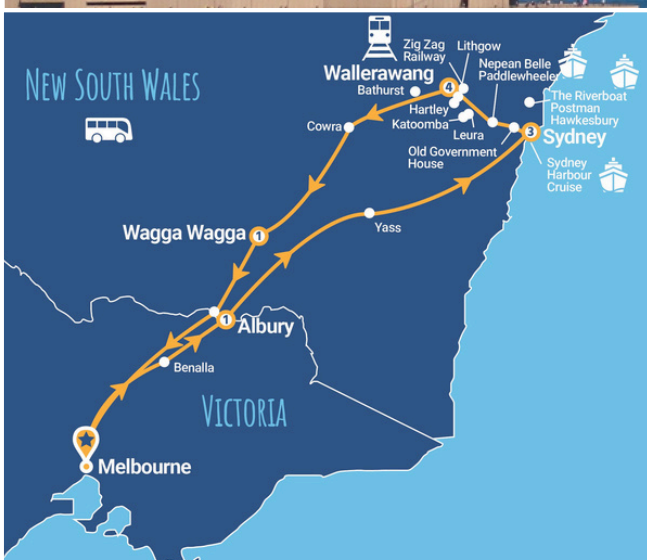 NEW SOUTH WALES
Zig Zag
Railway
Lithgow
Wallerawang
Nepean Belle
Paddlewheeler
Bathurst
4
The Riverboat
Postman
Hawkesbury
Hartley
Katoomba
Leura
Cowra
3
Sydney
Old Government
House
Sydney
Harbour
Cruise
Wagga Wagga
1
Yass
1
Albury
Benalla
VICTORIA
Melbourne